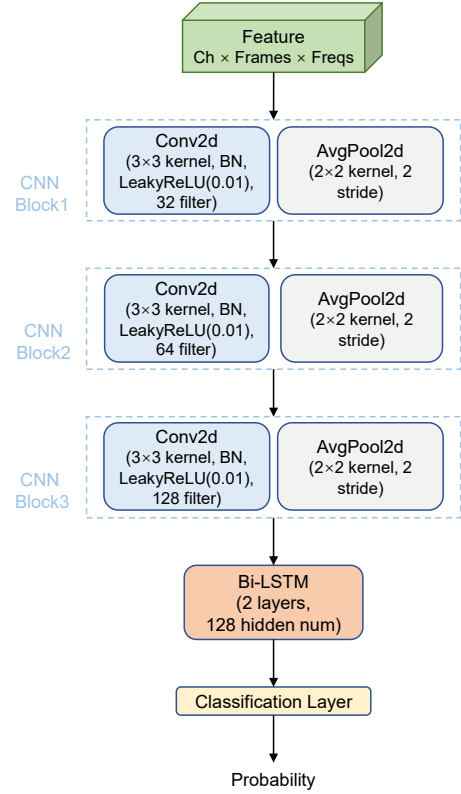 Feature
Ch × Frames × Freqs
CNN
Block1
Conv2d
(3×3 kernel, BN,
LeakyReLU(0.01),
32 filter)
AvgPool2d
(2×2 kernel, 2
stride)
CNN
Block2
Conv2d
(3×3 kernel, BN,
LeakyReLU(0.01),
64 filter)
AvgPool2d
(2×2 kernel, 2
stride)
CNN
Block3
Conv2d
(3×3 kernel, BN,
LeakyReLU(0.01),
128 filter)
AvgPool2d
(2×2 kernel, 2
stride)
Bi-LSTM
(2 layers,
128 hidden num)
Classification Layer
Probability